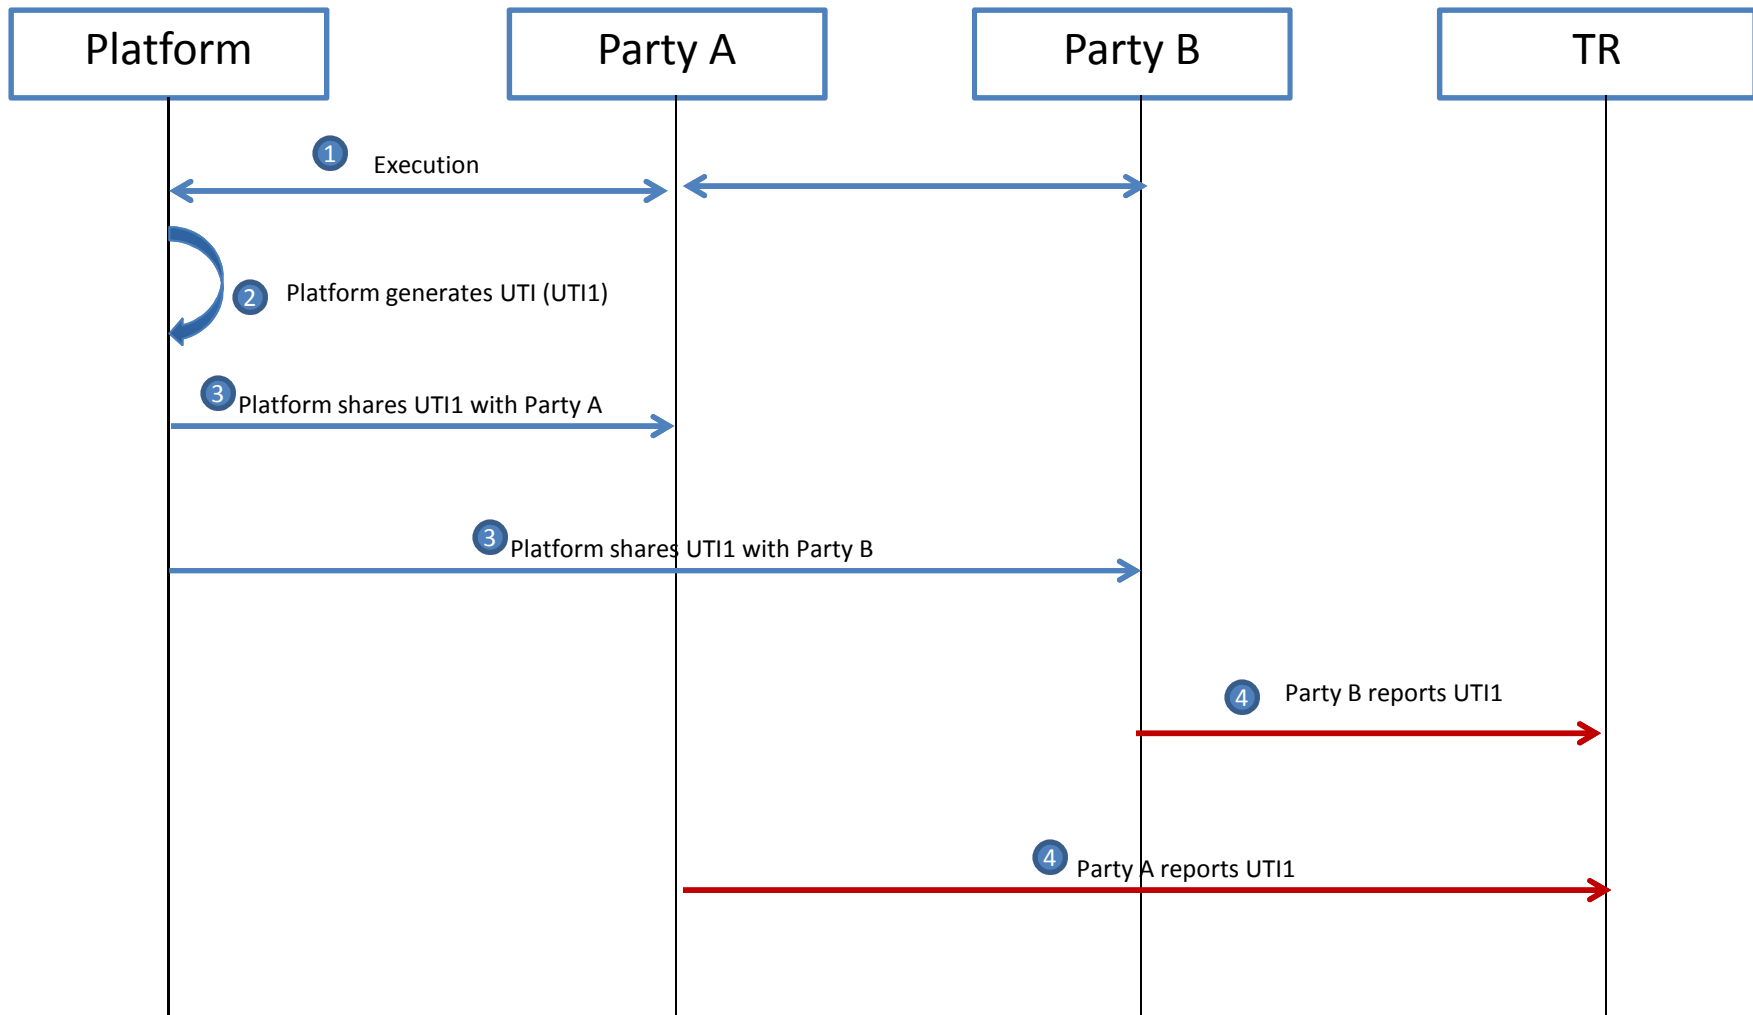 Platform
Party A
Party B
TR
1
Execution
2
Platform generates UTI (UTI1)
3
Platform shares UTI1 with Party A
3
Platform shares UTI1 with Party B
4
Party B reports UTI1
4
Party A reports UTI1